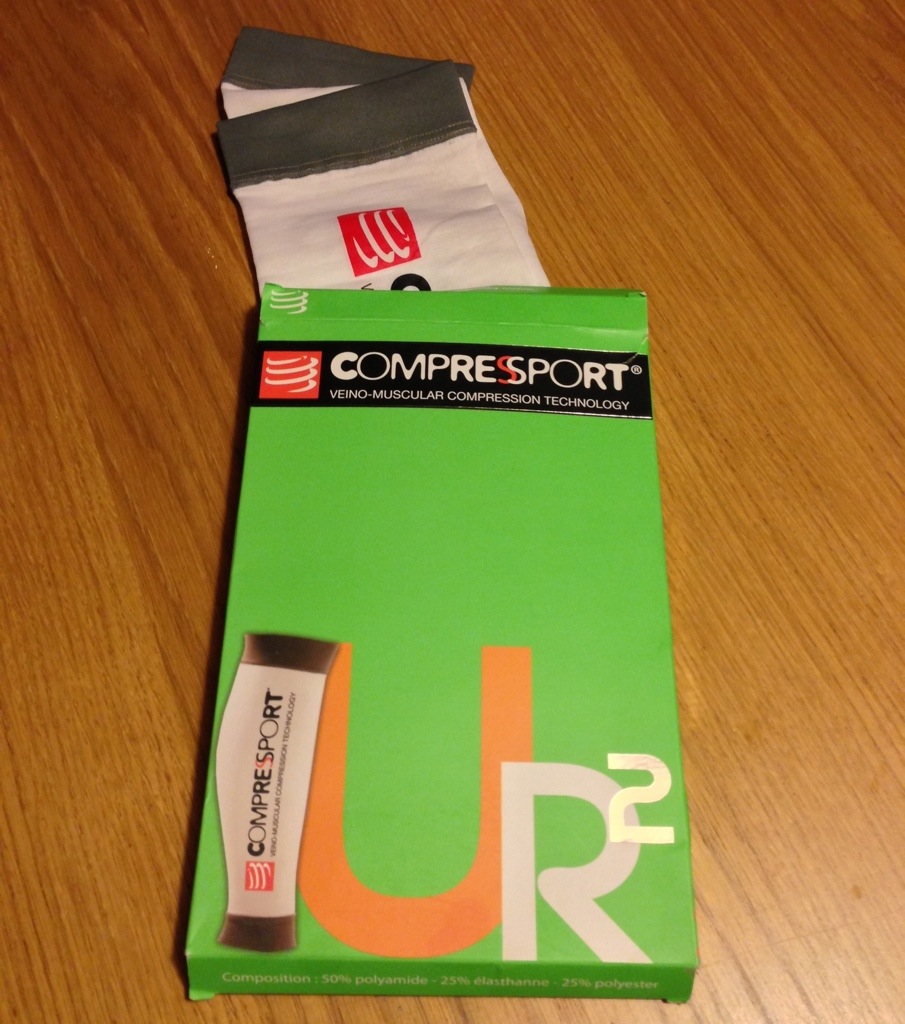 COMPRESSPORT®
VEINO-MUSCULAR COMPRESSION TECHNOLOGY
COMPRESSPORT
VEINO-MUSCULAR COMPRESSION TECHNOLOGY
UR2
Composition : 50% polyamide - 25% élasthanne - 25% polyester